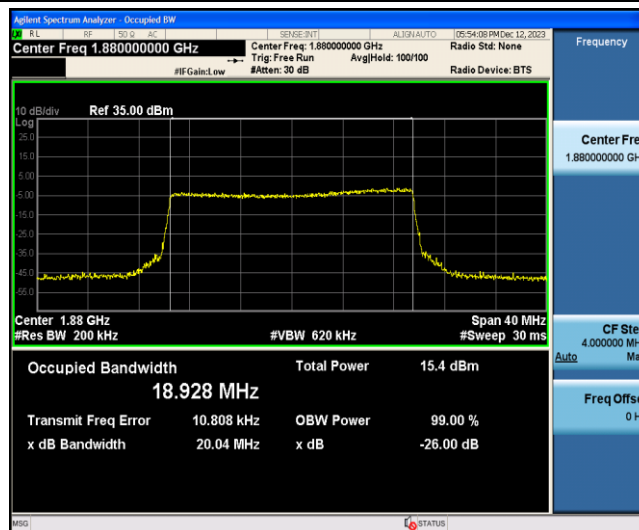 Agilent Spectrum Analyzer - Occupied BW
RL RF 50 Ω AC SENSE:INT ALIGNAUTO 05:54:08 PM Dec 12, 2023
Center Freq 1.880000000 GHz Center Freq: 1.880000000 GHz Radio Std: None Frequency
Trig: Free Run Avg|Hold: 100/100
#IFGain:Low #Atten: 30 dB Radio Device: BTS
10 dB/div Ref 35.00 dBm
Log
25.0
15.0
5.00
-5.00
-15.0
-25.0
-35.0
-45.0
-55.0
Center Fre
1.880000000 GH
Center 1.88 GHz Span 40 MHz
#Res BW 200 kHz #VBW 620 kHz #Sweep 30 ms
CF Ste
4.000000 MH
Auto Ma
Occupied Bandwidth Total Power 15.4 dBm
18.928 MHz
Transmit Freq Error 10.808 kHz OBW Power 99.00 %
x dB Bandwidth 20.04 MHz x dB -26.00 dB
Freq Offse
0 H
MSG STATUS